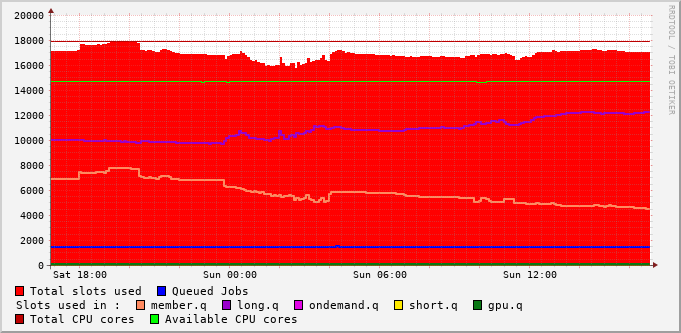 RRDTOOL / TOBI OETIKER
20000
18000
16000
14000
12000
10000
8000
6000
4000
2000
0
Sat 18:00 Sun 00:00 Sun 06:00 Sun 12:00
Total slots used Queued Jobs
Slots used in : member.q long.q ondemand.q short.q gpu.q
Total CPU cores Available CPU cores